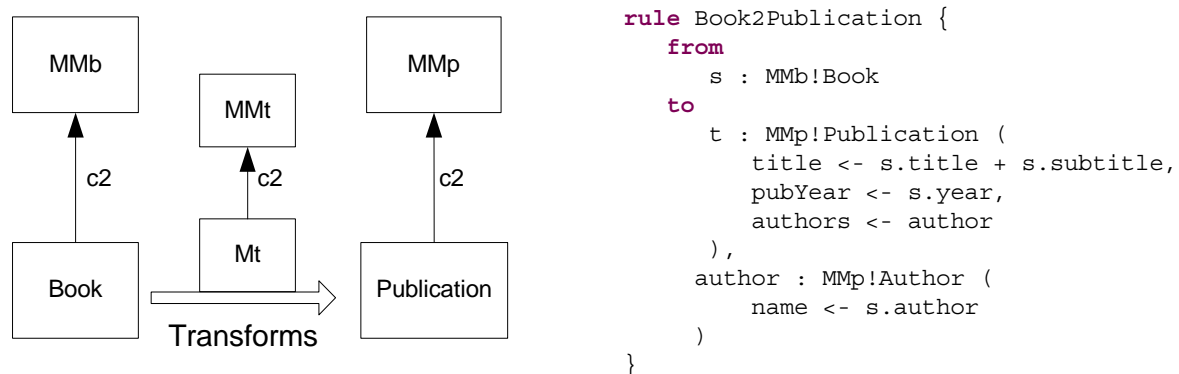 MMb
MMp
MMt
c2
c2
c2
Mt
Book
Publication
Transforms
rule Book2Publication {
from
s : MMb!Book
to
t : MMp!Publication (
title <- s.title + s.subtitle,
pubYear <- s.year,
authors <- author
),
author : MMp!Author (
name <- s.author
)
}